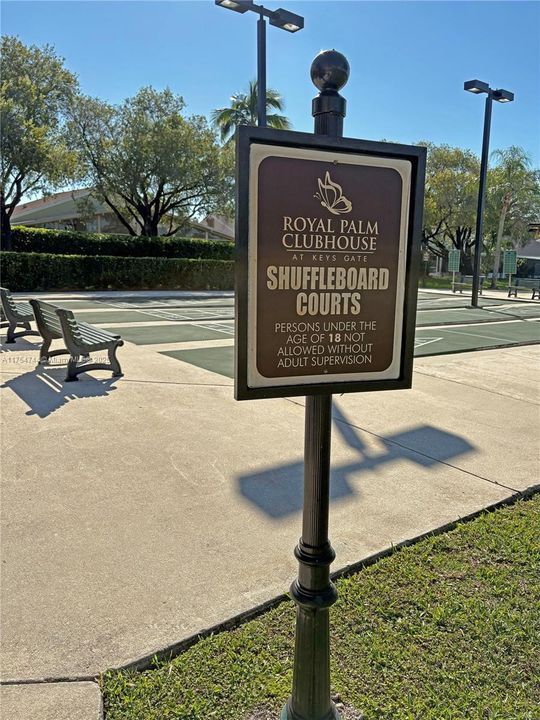 ROYAL PALM
CLUBHOUSE
AT KEYS GATE
SHUFFLEBOARD
COURTS
PERSONS UNDER THE
AGE OF 18 NOT
ALLOWED WITHOUT
ADULT SUPERVISION